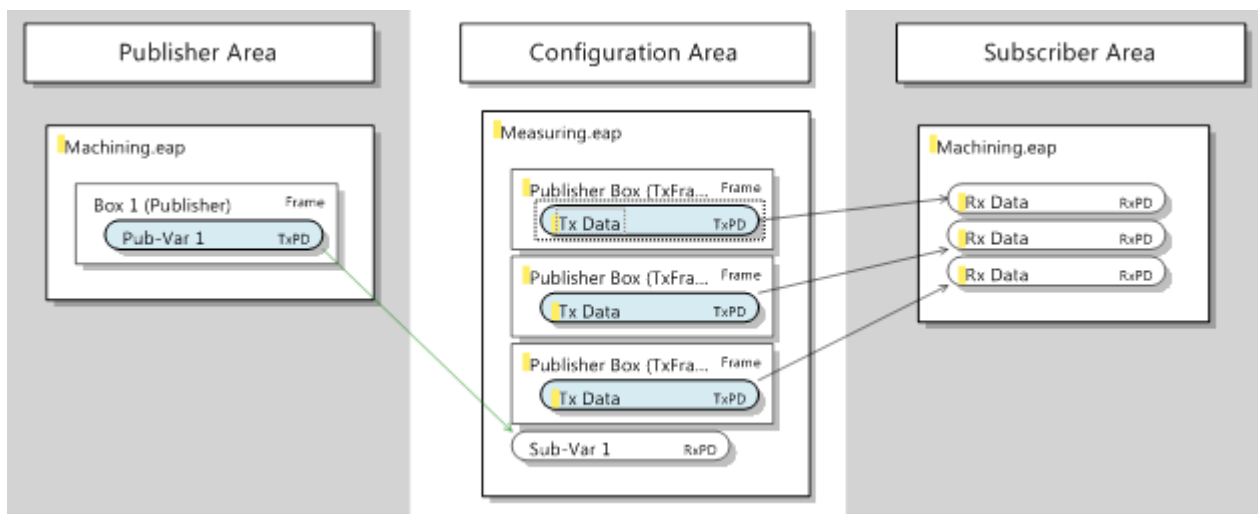 Publisher Area
Configuration Area
Subscriber Area
Machining.eap
Box 1 (Publisher) Frame
Pub-Var 1 TxPD
Measuring.eap
Publisher Box (TxFra... Frame
Tx Data TxPD
Publisher Box (TxFra... Frame
Tx Data TxPD
Publisher Box (TxFra... Frame
Tx Data TxPD
Sub-Var 1 RxPD
Machining.eap
Rx Data RxPD
Rx Data RxPD
Rx Data RxPD